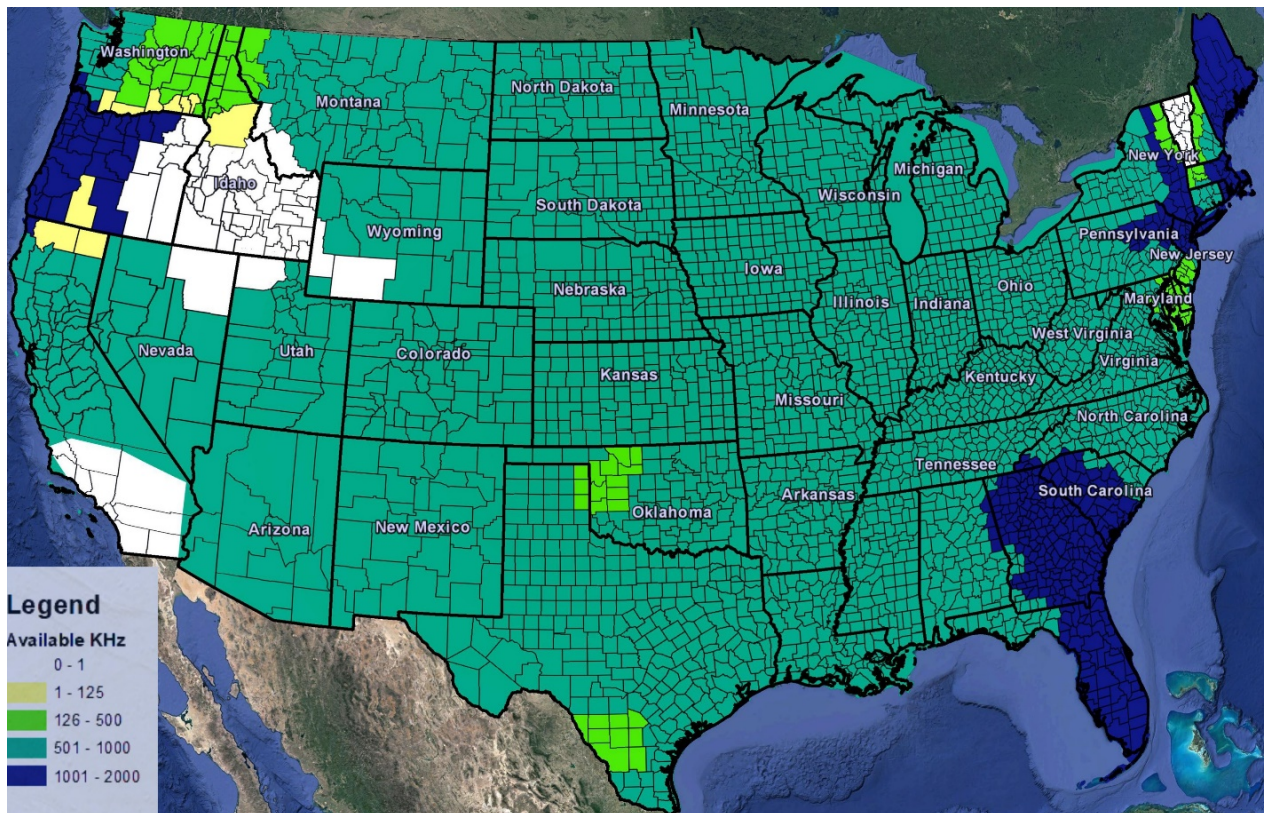 Washington
Montana
North Dakota
Minnesota
Idaho
Wyoming
South Dakota
Wisconsin
Michigan
New York
Pennsylvania
New Jersey
Nebraska
Iowa
Illinois
Indiana
Ohio
Maryland
West Virginia
Virginia
Nevada
Utah
Colorado
Kansas
Missouri
Kentucky
North Carolina
Tennessee
Arizona
New Mexico
Oklahoma
Arkansas
South Carolina
Legend
Available KHz
0 - 1
1 - 125
126 - 500
501 - 1000
1001 - 2000